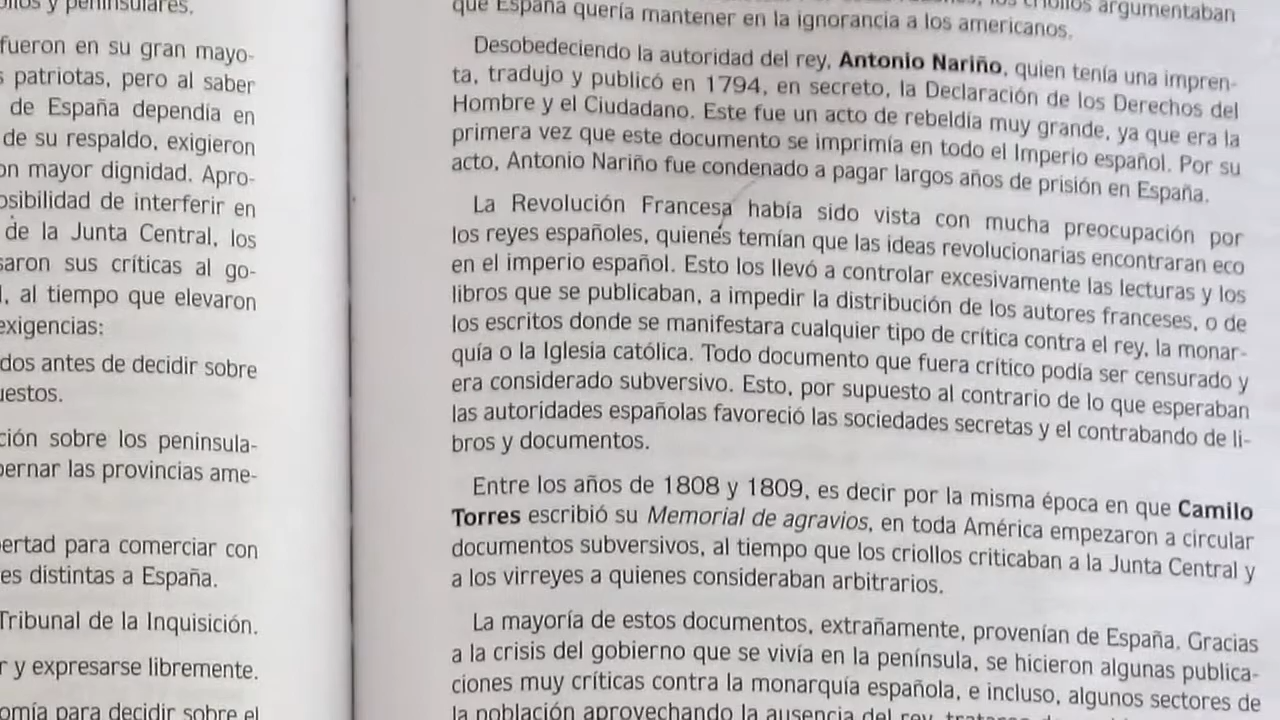 y peninsulares.
fueron en su gran mayo-
patriotas, pero al saber
de España dependía en
de su respaldo, exigieron
on mayor dignidad. Apro-
osibilidad de interferir en
de la Junta Central, los
saron sus críticas al go-
al tiempo que elevaron
exigencias:
dos antes de decidir sobre
uestos.
ción sobre los peninsula-
bernar las provincias ame-
ertad para comerciar con
es distintas a España.
Tribunal de la Inquisición.
r y expresarse libremente.
omía para decidir sobre el
los criollos argumentaban
que España quería mantener en la ignorancia a los americanos.
Desobedeciendo la autoridad del rey, Antonio Nariño, quien tenía una impren-
ta, tradujo y publicó en 1794, en secreto, la Declaración de los Derechos del
Hombre y el Ciudadano. Este fue un acto de rebeldía muy grande, ya que era la
primera vez que este documento se imprimía en todo el Imperio español. Por su
acto, Antonio Nariño fue condenado a pagar largos años de prisión en España.
La Revolución Francesa había sido vista con mucha preocupación por
los reyes españoles, quienes temían que las ideas revolucionarias encontraran eco
en el imperio español. Esto los llevó a controlar excesivamente las lecturas y los
libros que se publicaban, a impedir la distribución de los autores franceses, o de
los escritos donde se manifestara cualquier tipo de crítica contra el rey, la monar-
quía o la Iglesia católica. Todo documento que fuera crítico podía ser censurado y
era considerado subversivo. Esto, por supuesto al contrario de lo que esperaban
las autoridades españolas favoreció las sociedades secretas y el contrabando de li-
bros y documentos.
Entre los años de 1808 y 1809, es decir por la misma época en que Camilo
Torres escribió su Memorial de agravios, en toda América empezaron a circular
documentos subversivos, al tiempo que los criollos criticaban a la Junta Central y
a los virreyes a quienes consideraban arbitrarios.
La mayoría de estos documentos, extrañamente, provenían de España. Gracias
a la crisis del gobierno que se vivía en la península, se hicieron algunas publica-
ciones muy críticas contra la monarquía española, e incluso, algunos sectores de
la población aprovechando la ausencia del rey,